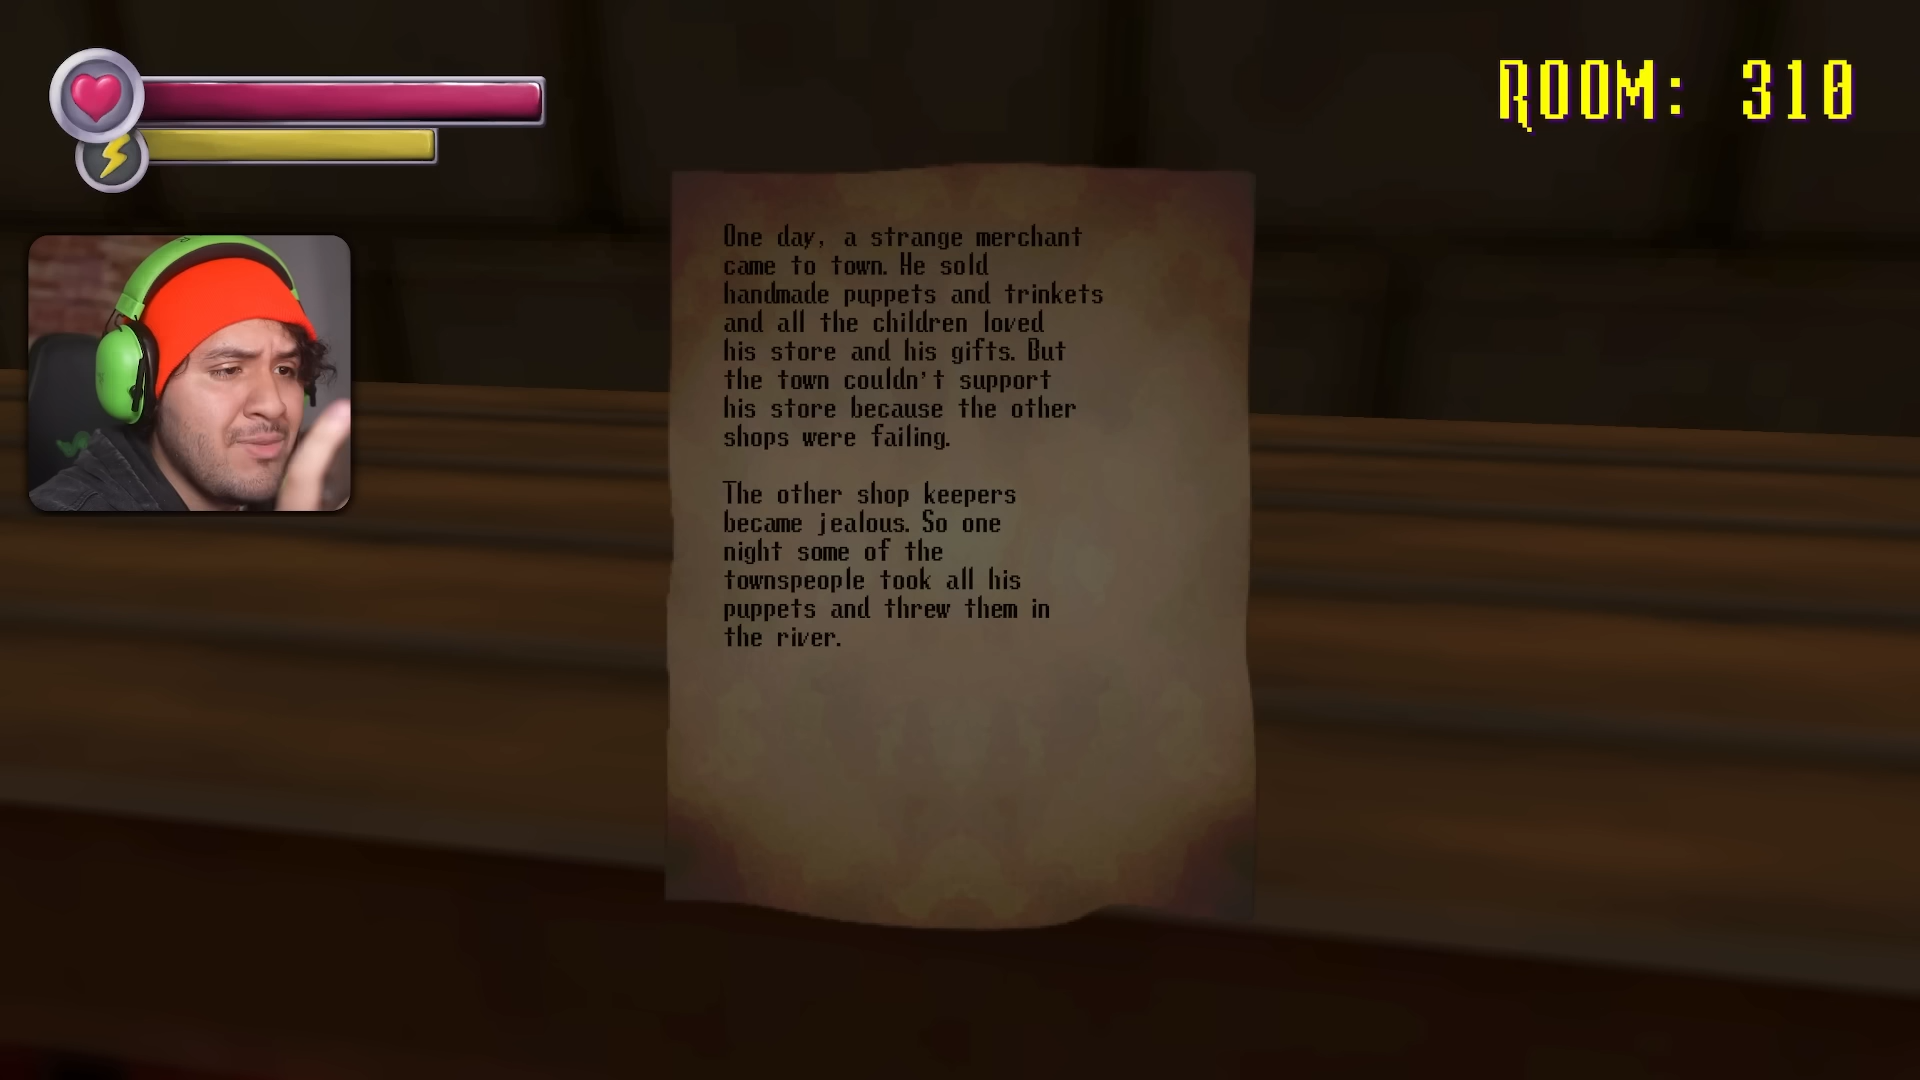 ROOM: 310
One day, a strange merchant
came to town. He sold
handmade puppets and trinkets
and all the children loved
his store and his gifts. But
the town couldn't support
his store because the other
shops were failing.
The other shop keepers
became jealous. So one
night some of the
townspeople took all his
puppets and threw them in
the river.